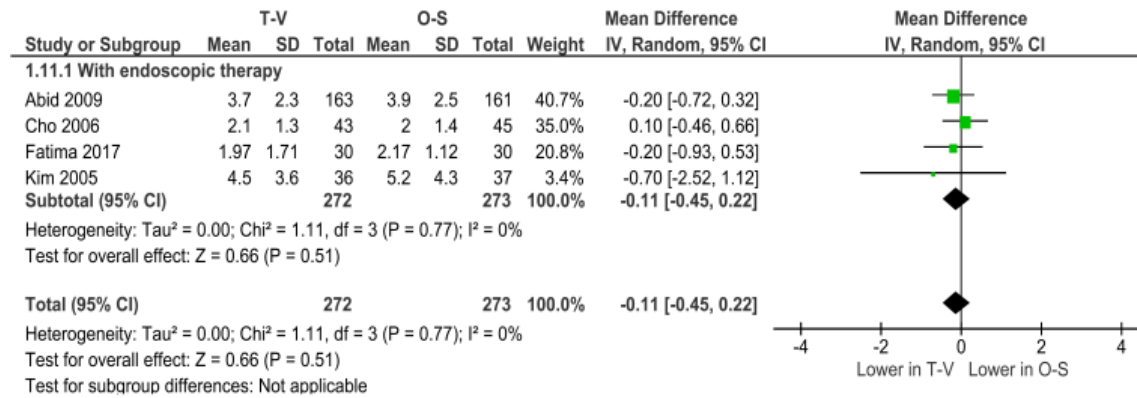 T-V O-S Mean Difference Mean Difference
Study or Subgroup Mean SD Total Mean SD Total Weight IV, Random, 95% CI IV, Random, 95% CI
1.11.1 With endoscopic therapy
Abid 2009 3.7 2.3 163 3.9 2.5 161 40.7% -0.20 [-0.72, 0.32]
Cho 2006 2.1 1.3 43 2 1.4 45 35.0% 0.10 [-0.46, 0.66]
Fatima 2017 1.97 1.71 30 2.17 1.12 30 20.8% -0.20 [-0.93, 0.53]
Kim 2005 4.5 3.6 36 5.2 4.3 37 3.4% -0.70 [-2.52, 1.12]
Subtotal (95% CI) 272 273 100.0% -0.11 [-0.45, 0.22]
Heterogeneity: Tau² = 0.00; Chi² = 1.11, df = 3 (P = 0.77); I² = 0%
Test for overall effect: Z = 0.66 (P = 0.51)
Total (95% CI) 272 273 100.0% -0.11 [-0.45, 0.22]
Heterogeneity: Tau² = 0.00; Chi² = 1.11, df = 3 (P = 0.77); I² = 0%
Test for overall effect: Z = 0.66 (P = 0.51)
Test for subgroup differences: Not applicable
-4 -2 0 2 4
Lower in T-V Lower in O-S